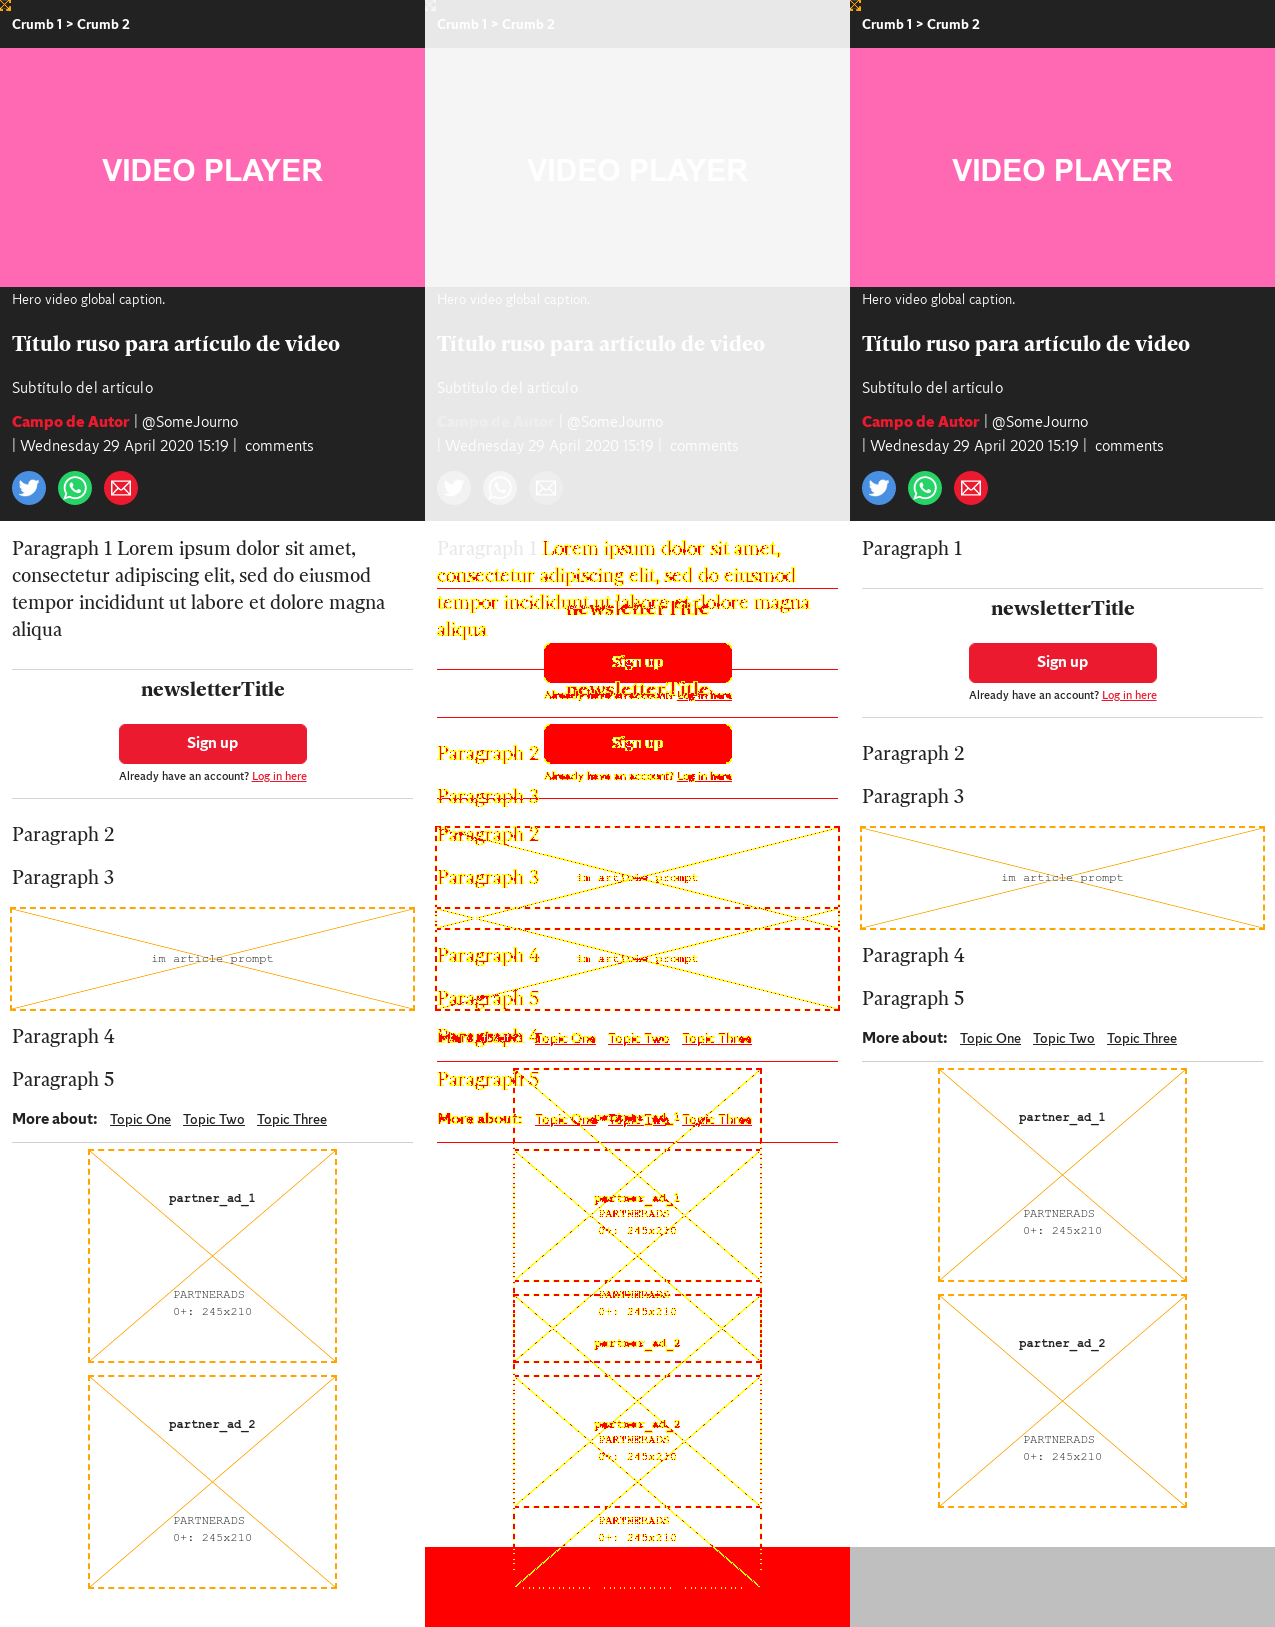 Crumb 1 > Crumb 2
VIDEO PLAYER
Hero video global caption.
Título ruso para artículo de video
Subtítulo del artículo
Campo de Autor | @SomeJourno
| Wednesday 29 April 2020 15:19 | comments
Paragraph 1 Lorem ipsum dolor sit amet,
consectetur adipiscing elit, sed do eiusmod
tempor incididunt ut labore et dolore magna
aliqua
newsletterTitle
Sign up
Already have an account? Log in here
Paragraph 2
Paragraph 3
im article prompt
Paragraph 4
Paragraph 5
More about: Topic One Topic Two Topic Three
partner_ad_1
PARTNERADS
0+: 245x210
partner_ad_2
PARTNERADS
0+: 245x210
Crumb 1 > Crumb 2
VIDEO PLAYER
Hero video global caption.
Título ruso para artículo de video
Subtítulo del artículo
Campo de Autor | @SomeJourno
| Wednesday 29 April 2020 15:19 | comments
Paragraph 1 Lorem ipsum dolor sit amet,
consectetur adipiscing elit, sed do eiusmod
tempor incididunt ut labore et dolore magna
newsletterTitle
aliqua
Sign up
newsletterTitle
Already have an account? Log in here
Sign up
Paragraph 2
Already have an account? Log in here
Paragraph 3
Paragraph 2
Paragraph 3
im article prompt
Paragraph 4
im article prompt
Paragraph 5
More about: Topic One Topic Two Topic Three
Paragraph 4
Paragraph 5
partner_ad_1
More about: Topic One Topic Two Topic Three
partner_ad_1
PARTNERADS
0+: 245x210
PARTNERADS
0+: 245x210
partner_ad_2
partner_ad_2
PARTNERADS
0+: 245x210
PARTNERADS
0+: 245x210
Crumb 1 > Crumb 2
VIDEO PLAYER
Hero video global caption.
Título ruso para artículo de video
Subtítulo del artículo
Campo de Autor | @SomeJourno
| Wednesday 29 April 2020 15:19 | comments
Paragraph 1
newsletterTitle
Sign up
Already have an account? Log in here
Paragraph 2
Paragraph 3
im article prompt
Paragraph 4
Paragraph 5
More about: Topic One Topic Two Topic Three
partner_ad_1
PARTNERADS
0+: 245x210
partner_ad_2
PARTNERADS
0+: 245x210